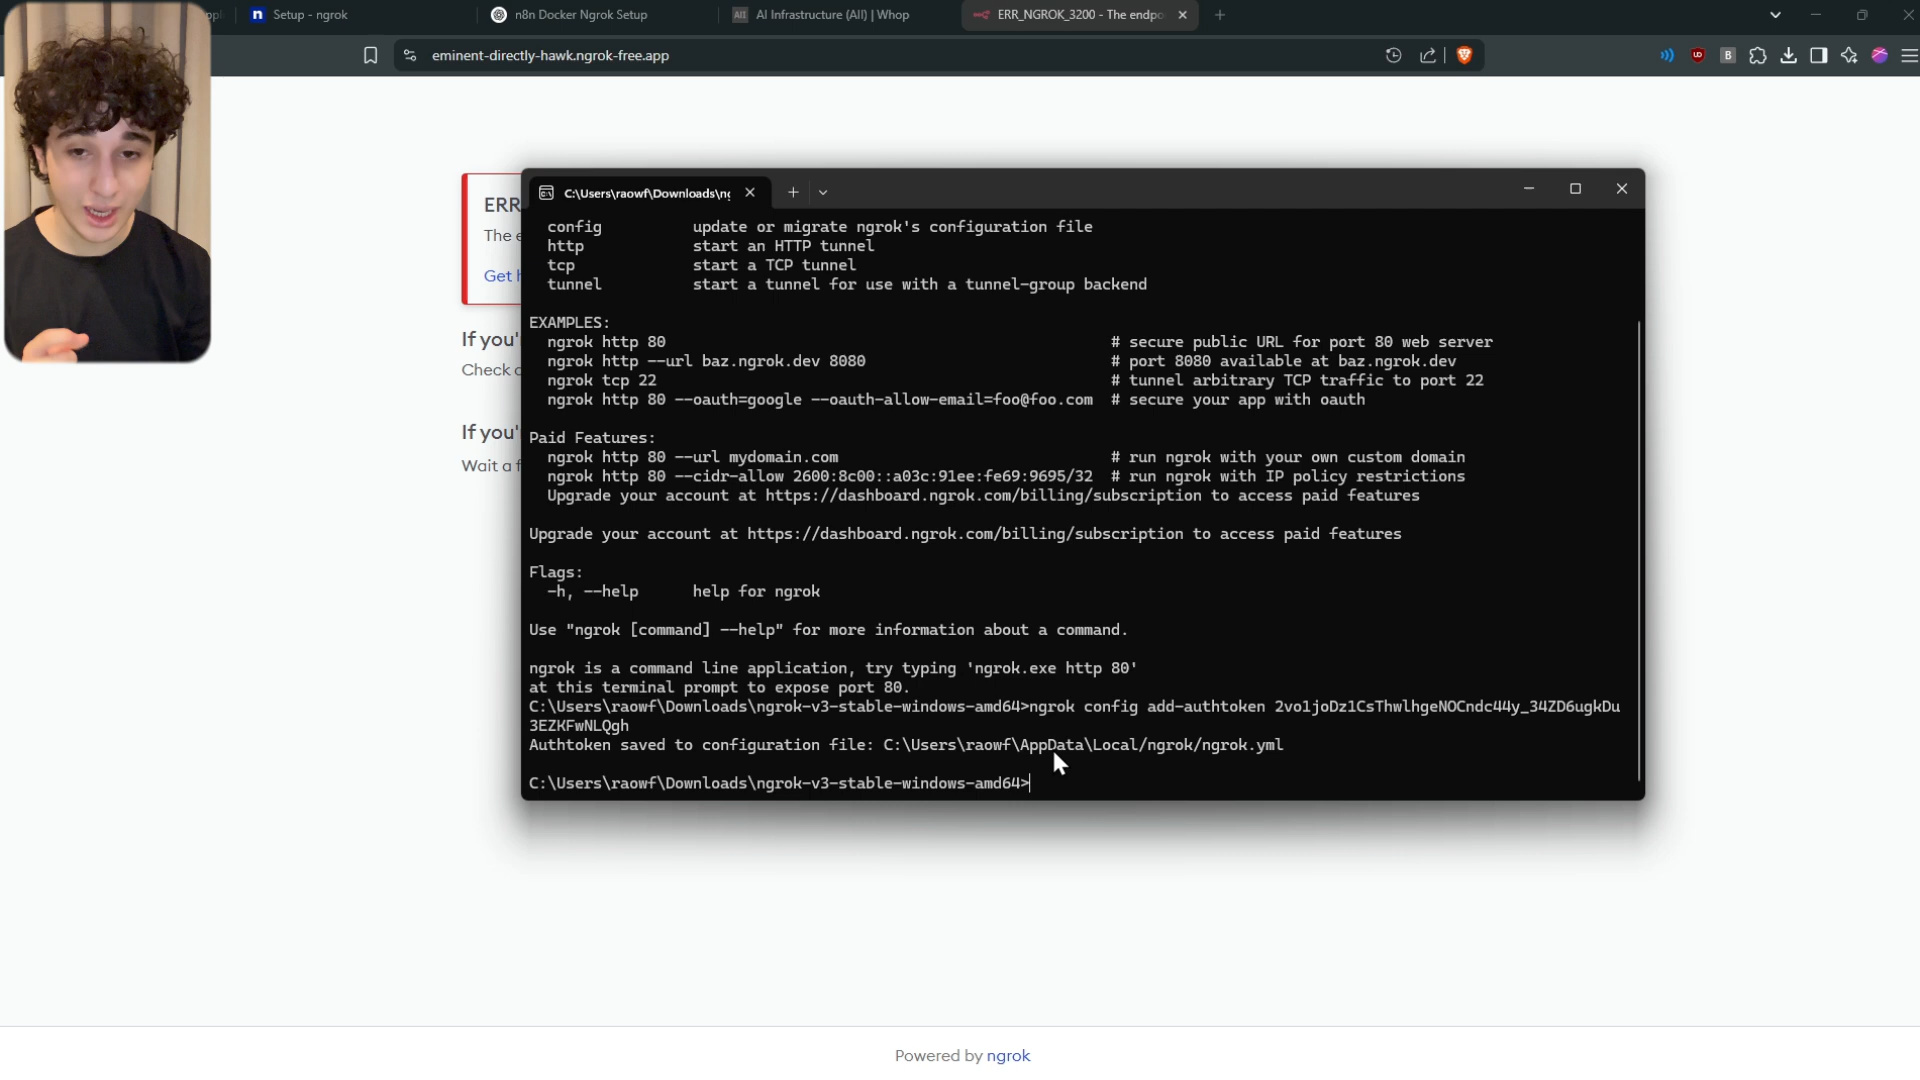 Setup - ngrok
n8n Docker Ngrok Setup
AI Infrastructure (AII) | Whop
ERR_NGROK_3200 - The endpo
eminent-directly-hawk.ngrok-free.app
ERR
The
Get
If you'
Check
If you'
Wait a
C:\Users\raowf\Downloads\ng
config update or migrate ngrok's configuration file
http start an HTTP tunnel
tcp start a TCP tunnel
tunnel start a tunnel for use with a tunnel-group backend
EXAMPLES:
ngrok http 80 # secure public URL for port 80 web server
ngrok http --url baz.ngrok.dev 8080 # port 8080 available at baz.ngrok.dev
ngrok tcp 22 # tunnel arbitrary TCP traffic to port 22
ngrok http 80 --oauth=google --oauth-allow-email=foo@foo.com # secure your app with oauth
Paid Features:
ngrok http 80 --url mydomain.com # run ngrok with your own custom domain
ngrok http 80 --cidr-allow 2600:8c00::a03c:91ee:fe69:9695/32 # run ngrok with IP policy restrictions
Upgrade your account at https://dashboard.ngrok.com/billing/subscription to access paid features
Upgrade your account at https://dashboard.ngrok.com/billing/subscription to access paid features
Flags:
-h, --help help for ngrok
Use "ngrok [command] --help" for more information about a command.
ngrok is a command line application, try typing 'ngrok.exe http 80'
at this terminal prompt to expose port 80.
C:\Users\raowf\Downloads\ngrok-v3-stable-windows-amd64>ngrok config add-authtoken 2vo1joDz1CsThwlhgeNOCndc44y_34ZD6ugkDu
3EZKFwNLQgh
Authtoken saved to configuration file: C:\Users\raowf\AppData\Local/ngrok/ngrok.yml
C:\Users\raowf\Downloads\ngrok-v3-stable-windows-amd64>
Powered by ngrok